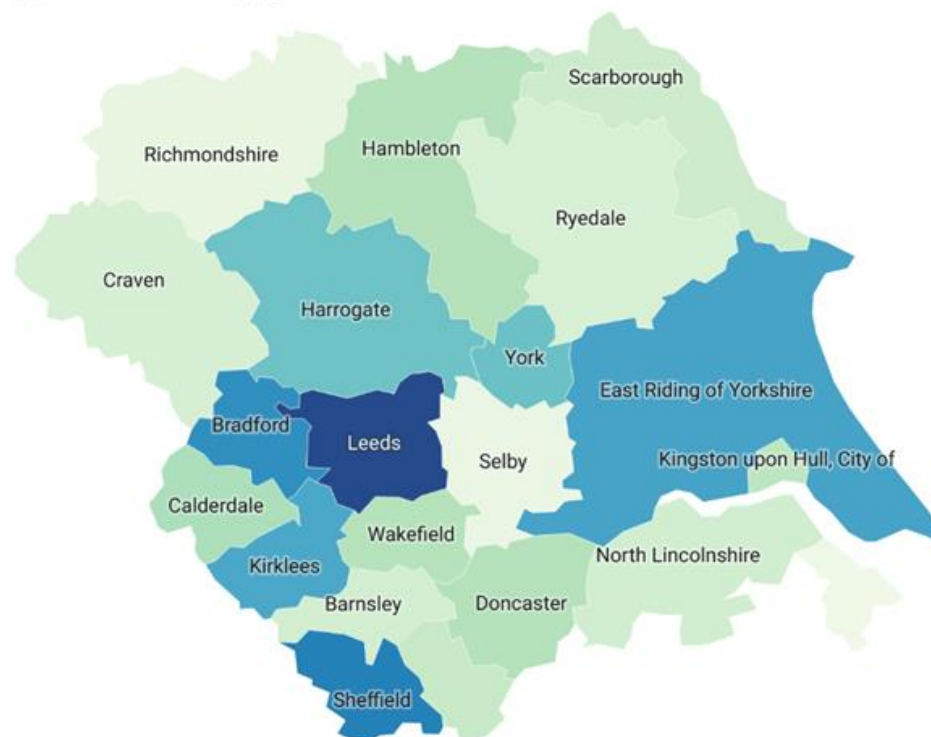 Scarborough
Hambleton
Richmondshire
Ryedale
Craven
Harrogate
York
East Riding of Yorkshire
Bradford
Leeds
Selby
Kingston upon Hull, City of
Calderdale
Wakefield
North Lincolnshire
Kirklees
Barnsley
Doncaster
Sheffield